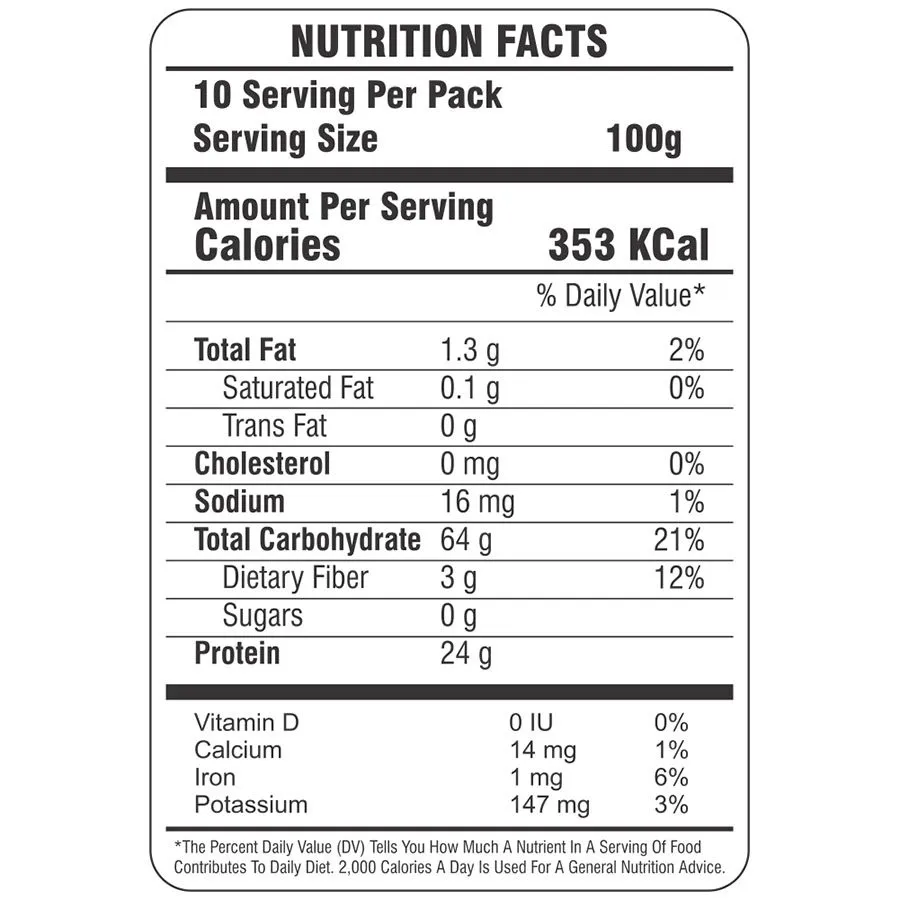 NUTRITION FACTS
10 Serving Per Pack
Serving Size 100g
Amount Per Serving
Calories 353 KCal
% Daily Value*
Total Fat 1.3 g 2%
Saturated Fat 0.1 g 0%
Trans Fat 0 g
Cholesterol 0 mg 0%
Sodium 16 mg 1%
Total Carbohydrate 64 g 21%
Dietary Fiber 3 g 12%
Sugars 0 g
Protein 24 g
Vitamin D 0 IU 0%
Calcium 14 mg 1%
Iron 1 mg 6%
Potassium 147 mg 3%
*The Percent Daily Value (DV) Tells You How Much A Nutrient In A Serving Of Food
Contributes To Daily Diet. 2,000 Calories A Day Is Used For A General Nutrition Advice.